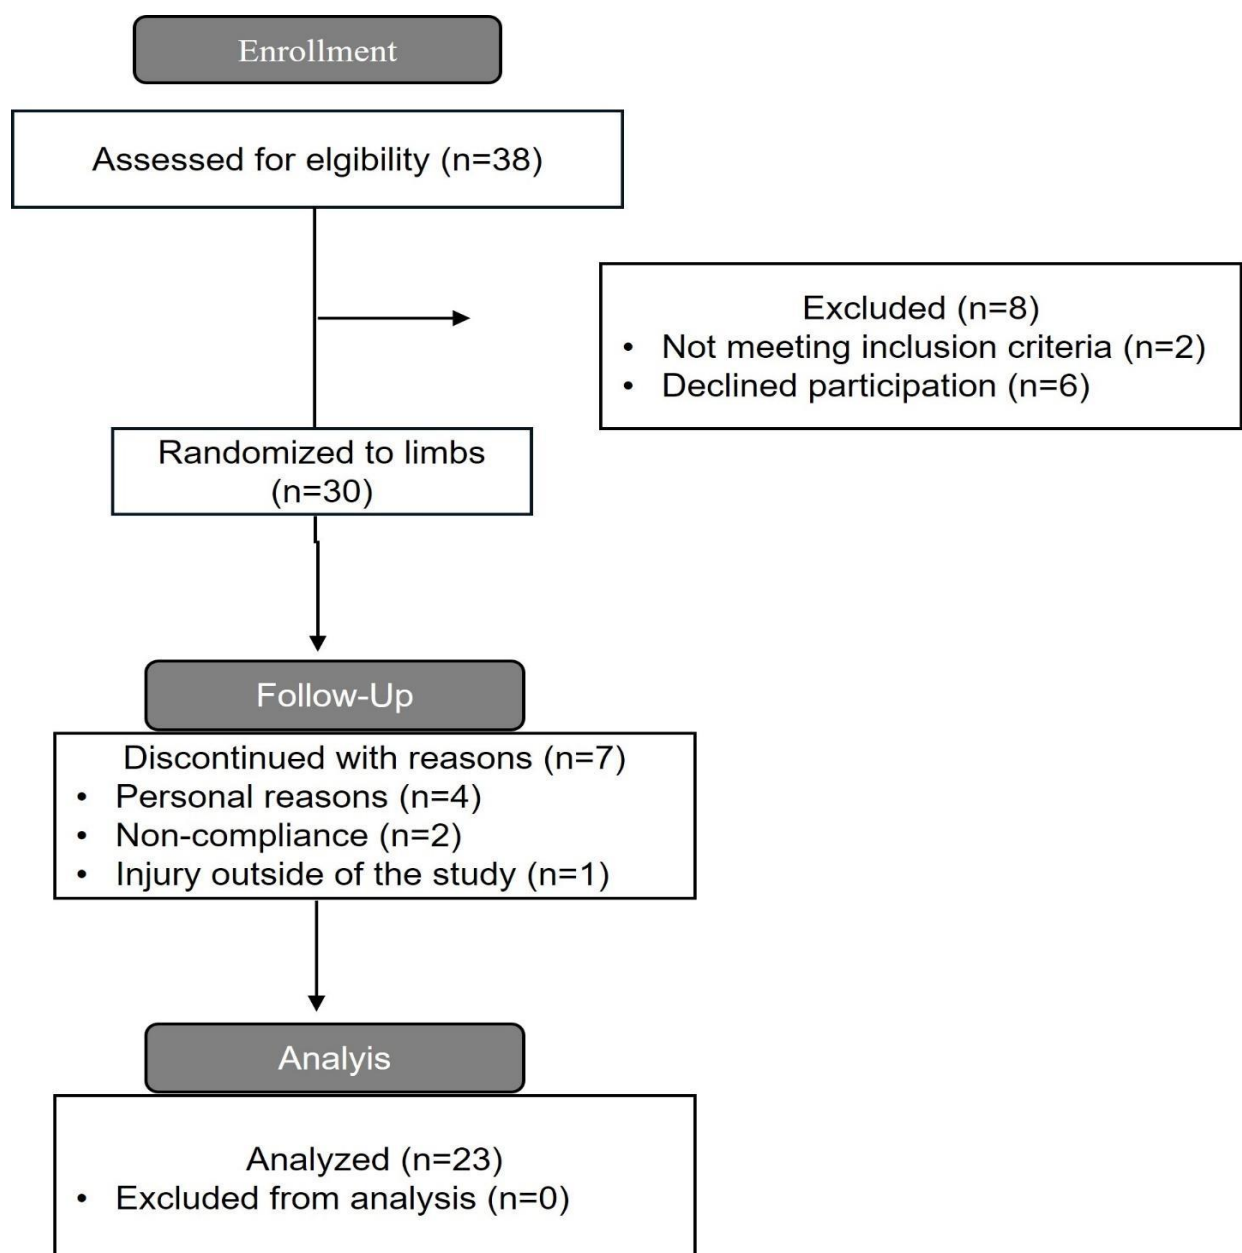 Enrollment
Assessed for elgibility (n=38)
Excluded (n=8)
• Not meeting inclusion criteria (n=2)
• Declined participation (n=6)
Randomized to limbs
(n=30)
Follow-Up
Discontinued with reasons (n=7)
• Personal reasons (n=4)
• Non-compliance (n=2)
• Injury outside of the study (n=1)
Analyis
Analyzed (n=23)
• Excluded from analysis (n=0)